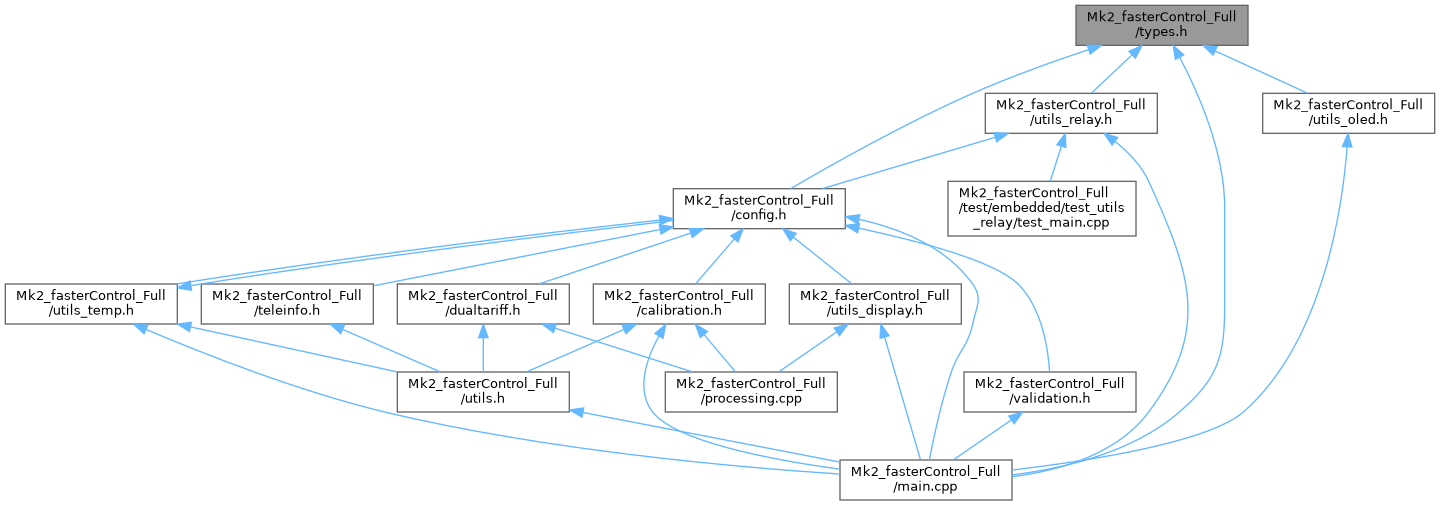 Mk2_fasterControl_Full
/types.h
Mk2_fasterControl_Full
/utils_relay.h
Mk2_fasterControl_Full
/utils_oled.h
Mk2_fasterControl_Full
/config.h
Mk2_fasterControl_Full
/test/embedded/test_utils
_relay/test_main.cpp
Mk2_fasterControl_Full
/utils_temp.h
Mk2_fasterControl_Full
/teleinfo.h
Mk2_fasterControl_Full
/dualtariff.h
Mk2_fasterControl_Full
/calibration.h
Mk2_fasterControl_Full
/utils_display.h
Mk2_fasterControl_Full
/utils.h
Mk2_fasterControl_Full
/processing.cpp
Mk2_fasterControl_Full
/validation.h
Mk2_fasterControl_Full
/main.cpp